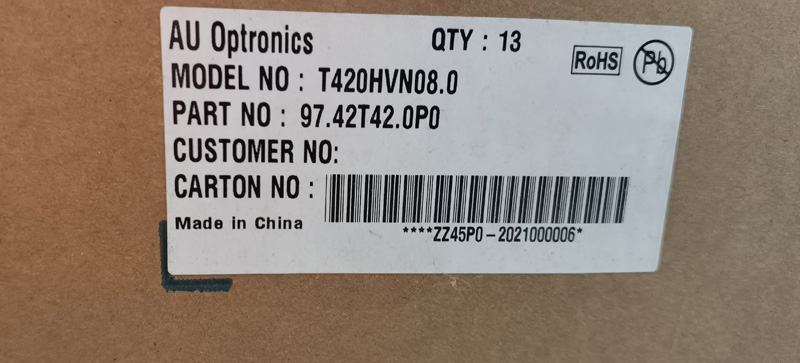 AU Optronics QTY : 13
RoHS Pb
MODEL NO : T420HVN08.0
PART NO : 97.42T42.0P0
CUSTOMER NO:
CARTON NO :
****ZZ45P0-2021000006*
Made in China